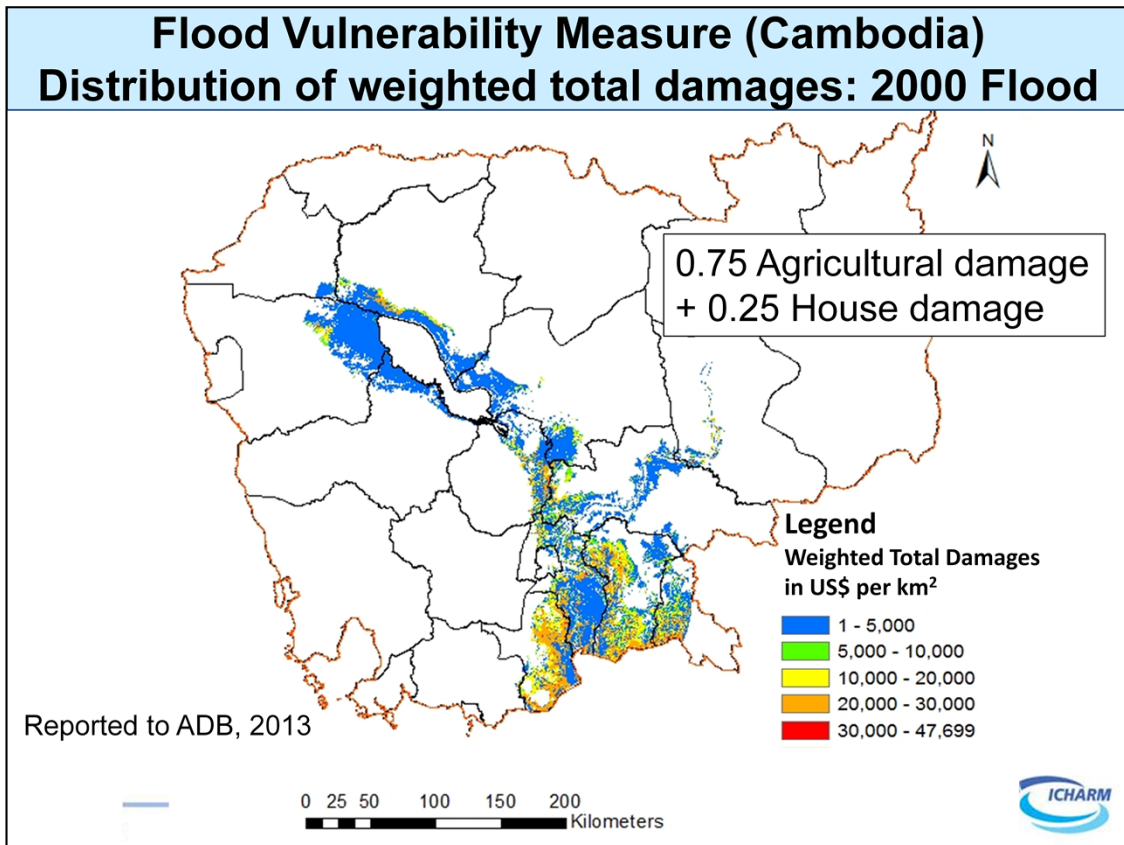 Flood Vulnerability Measure (Cambodia)
Distribution of weighted total damages: 2000 Flood
N
0.75 Agricultural damage
+ 0.25 House damage
Legend
Weighted Total Damages
in US$ per km²
1 - 5,000
5,000 - 10,000
10,000 - 20,000
20,000 - 30,000
30,000 - 47,699
Reported to ADB, 2013
0 25 50 100 150 200
Kilometers
ICHARM